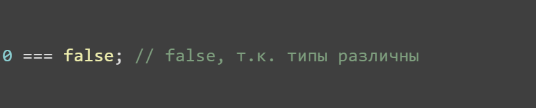 0 === false; // false, т.к. типы различны